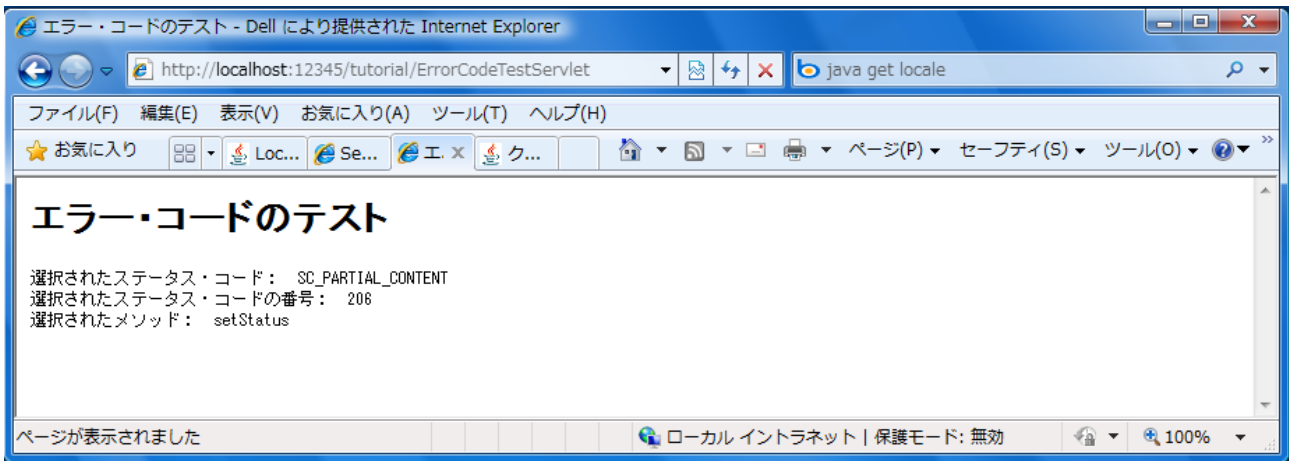 エラー・コードのテスト - Dell により提供された Internet Explorer
http://localhost:12345/tutorial/ErrorCodeTestServlet java get locale
ファイル(F) 編集(E) 表示(V) お気に入り(A) ツール(T) ヘルプ(H)
お気に入り Loc... Se... エ. ク... ページ(P) セーフティ(S) ツール(O)
エラー・コードのテスト
選択されたステータス・コード： SC_PARTIAL_CONTENT
選択されたステータス・コードの番号： 206
選択されたメソッド： setStatus
ページが表示されました ローカル イントラネット | 保護モード: 無効 100%